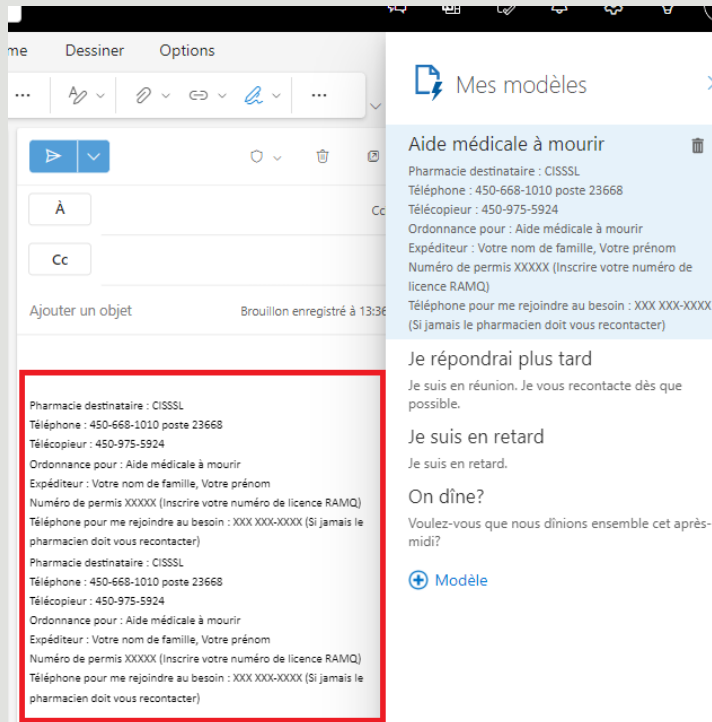 me Dessiner Options
À
Cc
Cc
Ajouter un objet
Brouillon enregistré à 13:36
Pharmacie destinataire : CISSSL
Téléphone : 450-668-1010 poste 23668
Télécopieur : 450-975-5924
Ordonnance pour : Aide médicale à mourir
Expéditeur : Votre nom de famille, Votre prénom
Numéro de permis XXXXX (Inscrire votre numéro de licence RAMQ)
Téléphone pour me rejoindre au besoin : XXX XXX-XXXX (Si jamais le
pharmacien doit vous recontacter)
Pharmacie destinataire : CISSSL
Téléphone : 450-668-1010 poste 23668
Télécopieur : 450-975-5924
Ordonnance pour : Aide médicale à mourir
Expéditeur : Votre nom de famille, Votre prénom
Numéro de permis XXXXX (Inscrire votre numéro de licence RAMQ)
Téléphone pour me rejoindre au besoin : XXX XXX-XXXX (Si jamais le
pharmacien doit vous recontacter)
Mes modèles
Aide médicale à mourir
Pharmacie destinataire : CISSSL
Téléphone : 450-668-1010 poste 23668
Télécopieur : 450-975-5924
Ordonnance pour : Aide médicale à mourir
Expéditeur : Votre nom de famille, Votre prénom
Numéro de permis XXXXX (Inscrire votre numéro de
licence RAMQ)
Téléphone pour me rejoindre au besoin : XXX XXX-XXXX
(Si jamais le pharmacien doit vous recontacter)
Je répondrai plus tard
Je suis en réunion. Je vous recontacte dès que
possible.
Je suis en retard
Je suis en retard.
On dîne?
Voulez-vous que nous dînions ensemble cet après-
midi?
Modèle